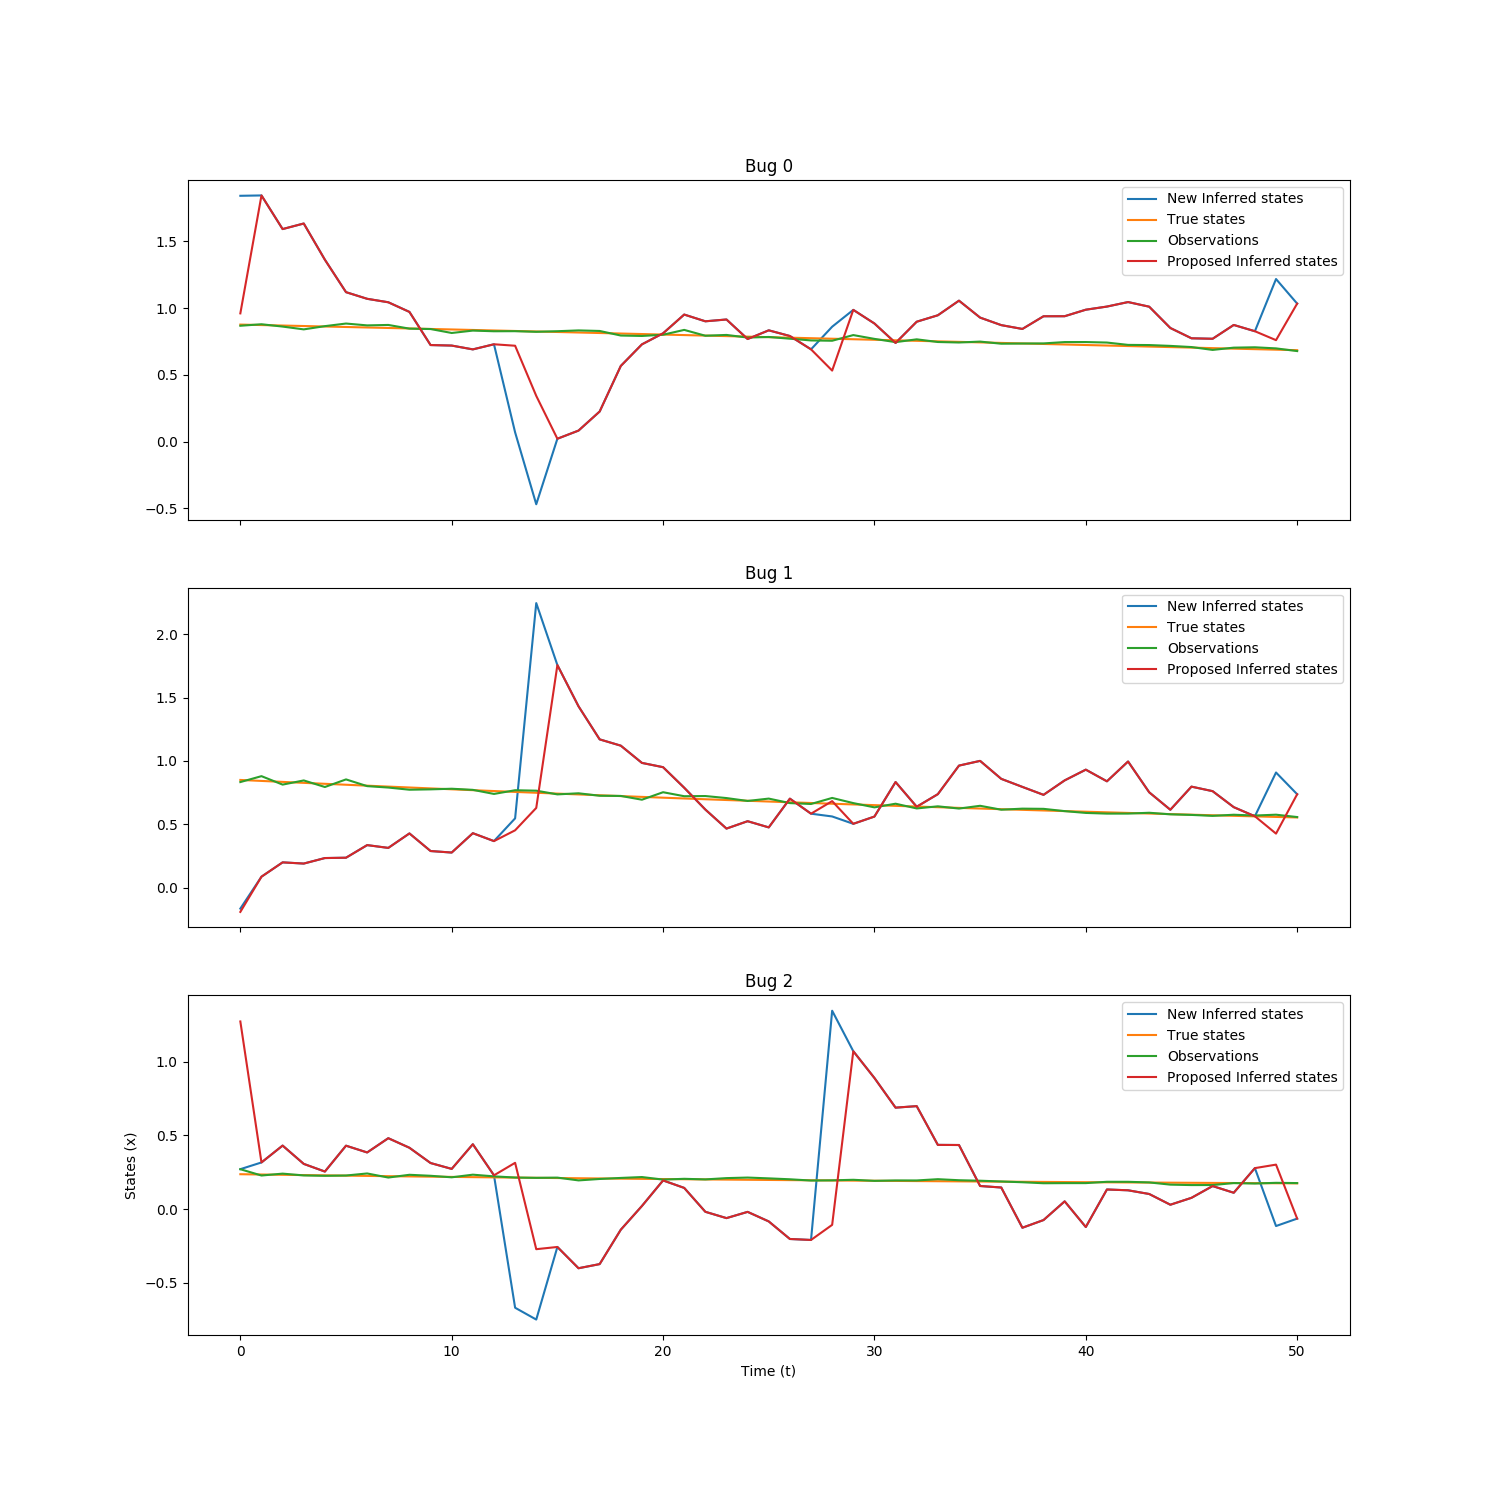 Bug 0
New Inferred states
True states
Observations
Proposed Inferred states
1.5
1.0
0.5
0.0
−0.5
Bug 1
New Inferred states
True states
Observations
Proposed Inferred states
2.0
1.5
1.0
0.5
0.0
Bug 2
New Inferred states
True states
Observations
Proposed Inferred states
1.0
0.5
0.0
−0.5
States (x)
0 10 20 30 40 50
Time (t)